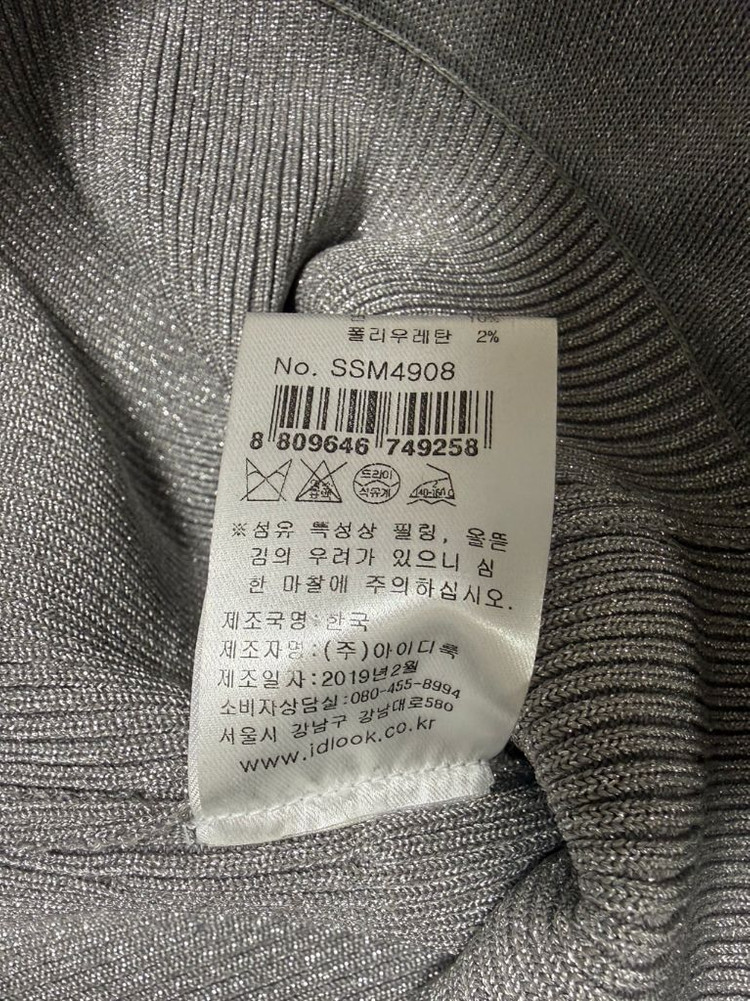 폴리우레탄 2%
No. SSM4908
8 809646 749258
드라이
석유계
※섬유 특성상 필링, 올뜯
김의 우려가 있으니 심
한 마찰에 주의하십시오.
제조국명:한국
제조자명:(주)아이디룩
제조일자:2019년2월
소비자상담실:080-455-8994
서울시 강남구 강남대로580
www.idlook.co.kr